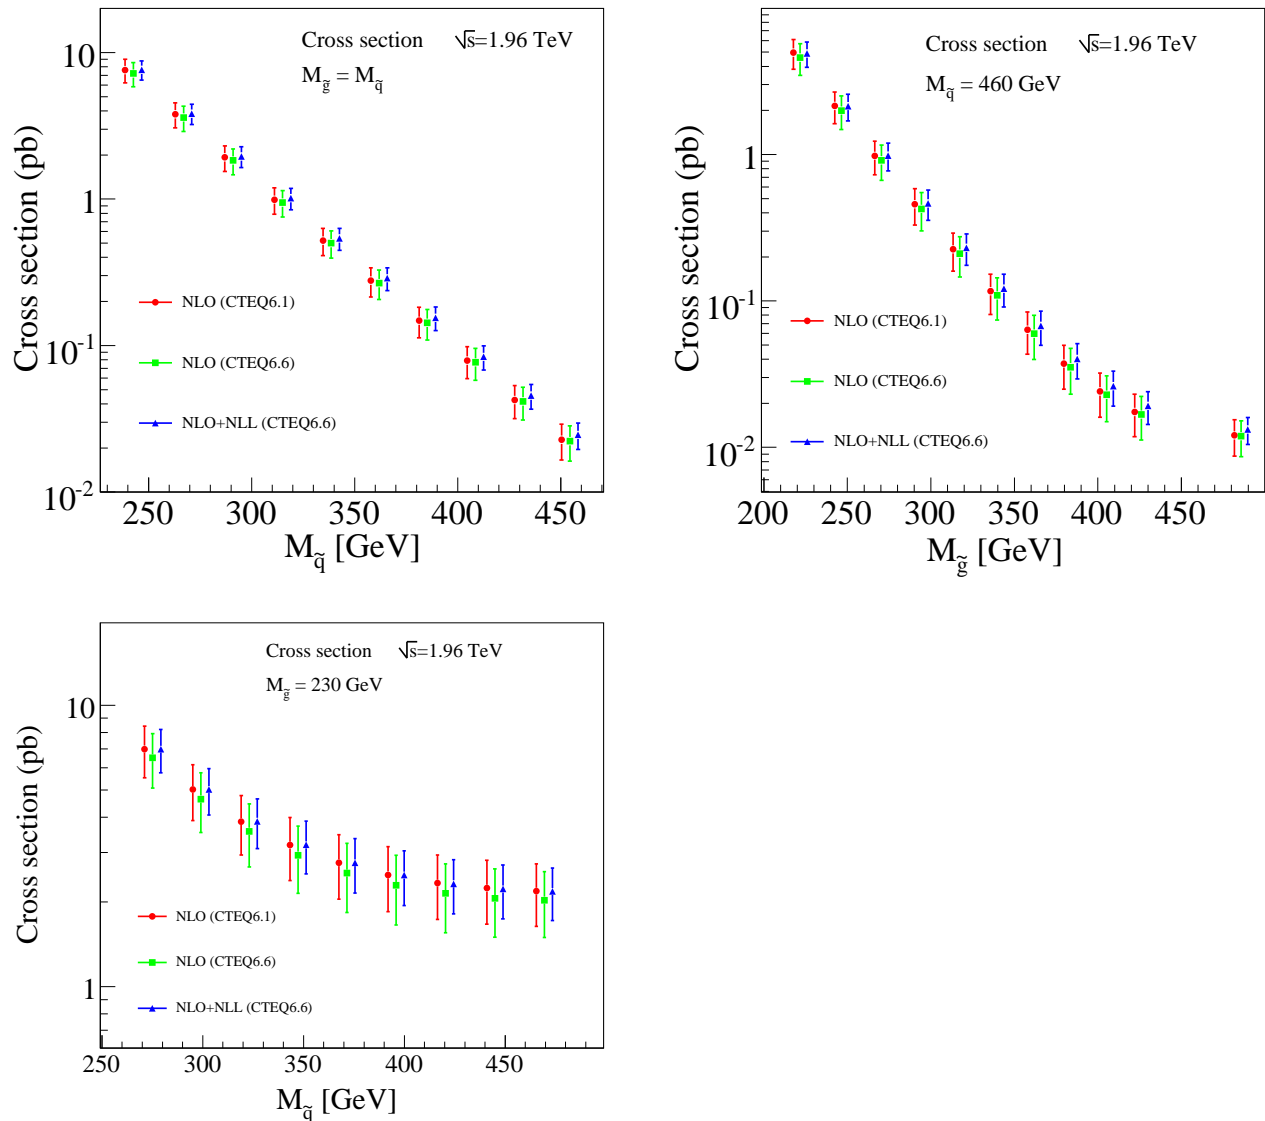 Cross section √s=1.96 TeV
M_g̃ = M_q̃
10
1
10⁻¹
10⁻²
Cross section (pb)
NLO (CTEQ6.1)
NLO (CTEQ6.6)
NLO+NLL (CTEQ6.6)
250 300 350 400 450
M_q̃ [GeV]
Cross section √s=1.96 TeV
M_q̃ = 460 GeV
1
10⁻¹
10⁻²
Cross section (pb)
NLO (CTEQ6.1)
NLO (CTEQ6.6)
NLO+NLL (CTEQ6.6)
200 250 300 350 400 450
M_g̃ [GeV]
Cross section √s=1.96 TeV
M_g̃ = 230 GeV
10
1
Cross section (pb)
NLO (CTEQ6.1)
NLO (CTEQ6.6)
NLO+NLL (CTEQ6.6)
250 300 350 400 450
M_q̃ [GeV]